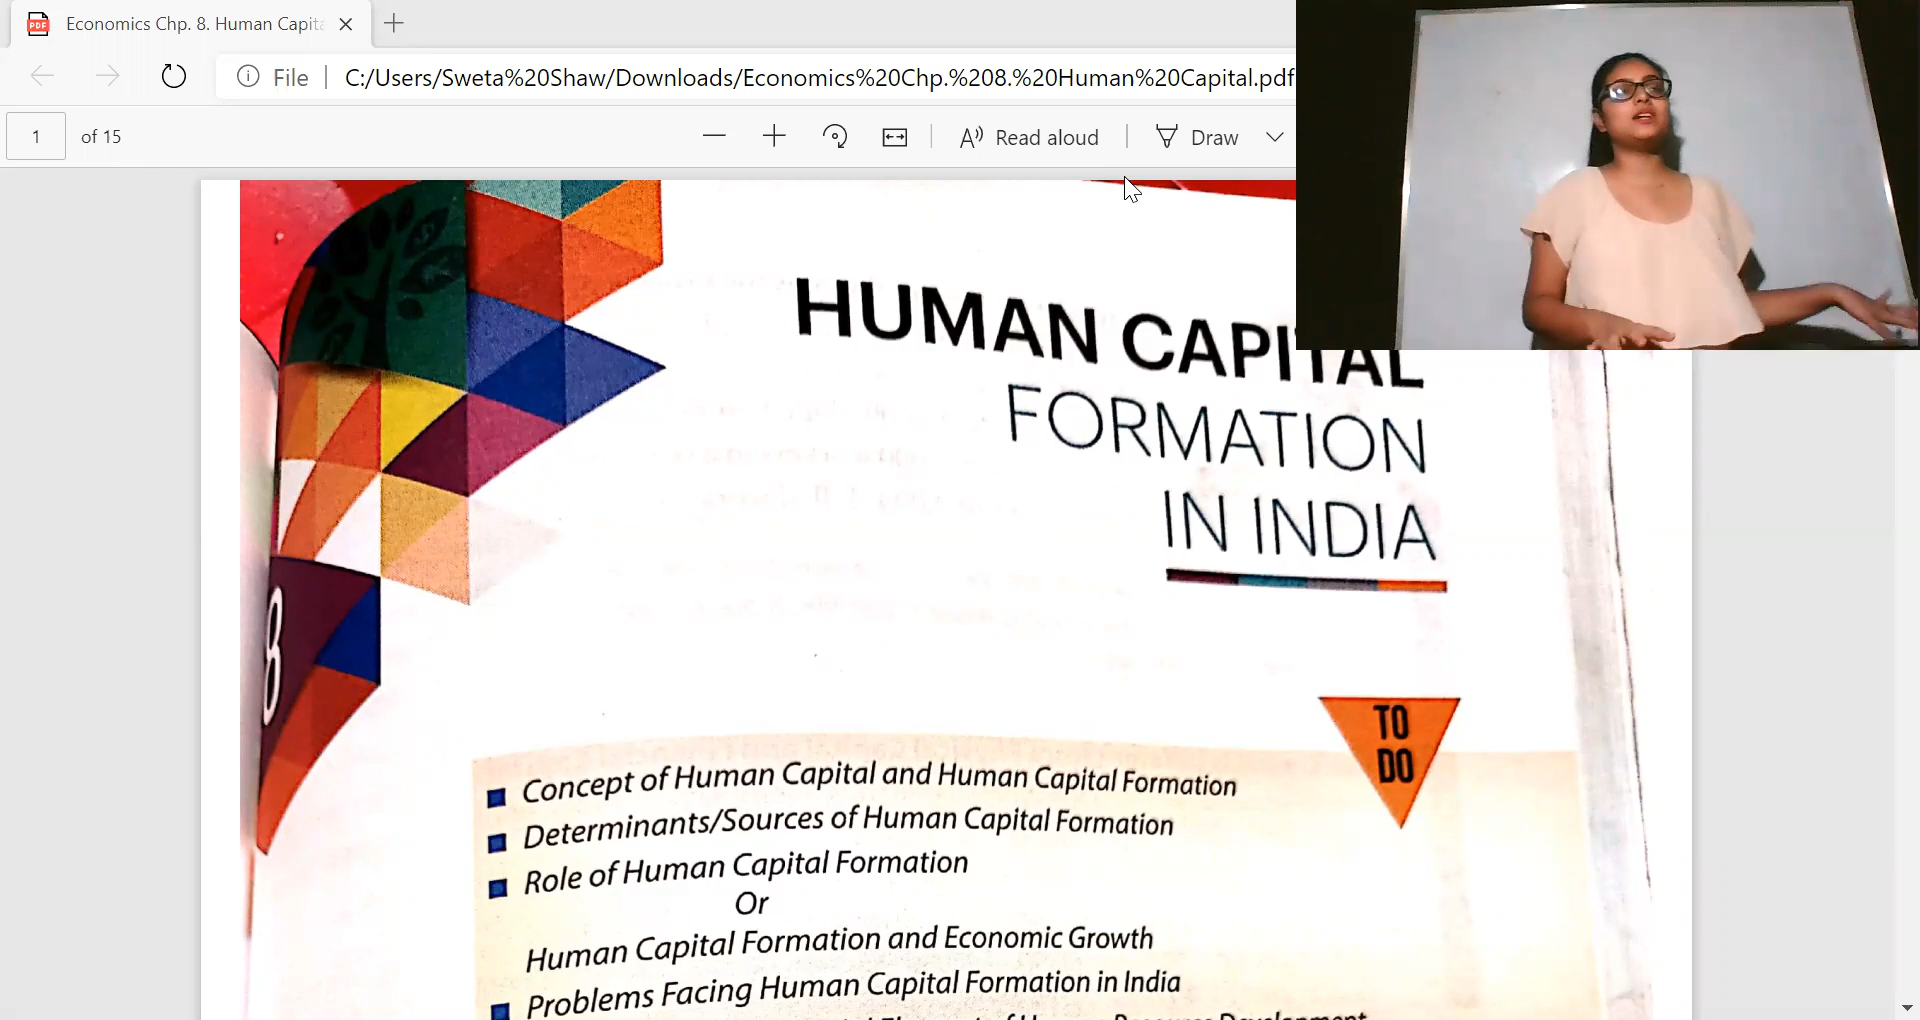 Economics Chp. 8. Human Capita
File
C:/Users/Sweta%20Shaw/Downloads/Economics%20Chp.%208.%20Human%20Capital.pdf
1 of 15
Read aloud
Draw
HUMAN CAPITAL
FORMATION
IN INDIA
8
TO
DO
Concept of Human Capital and Human Capital Formation
Determinants/Sources of Human Capital Formation
Role of Human Capital Formation
Or
Human Capital Formation and Economic Growth
Problems Facing Human Capital Formation in India